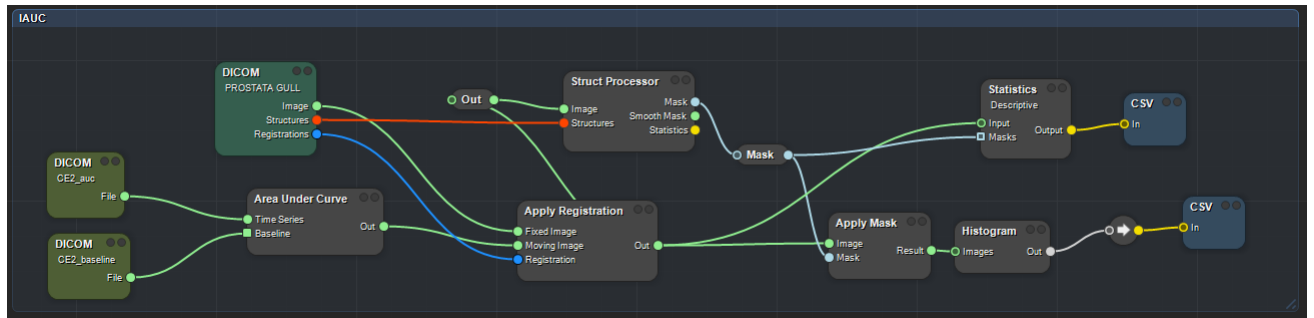 IAUC
DICOM
PROSTATA GULL
Image
Structures
Registrations
DICOM
CE2_auc
File
DICOM
CE2_baseline
File
Area Under Curve
Time Series
Out
Baseline
Out
Struct Processor
Mask
Image
Smooth Mask
Structures
Statistics
Apply Registration
Fixed Image
Moving Image
Out
Registration
Mask
Statistics
Descriptive
Input
Output
Masks
CSV
In
Apply Mask
Image
Result
Mask
Histogram
Images
Out
CSV
In